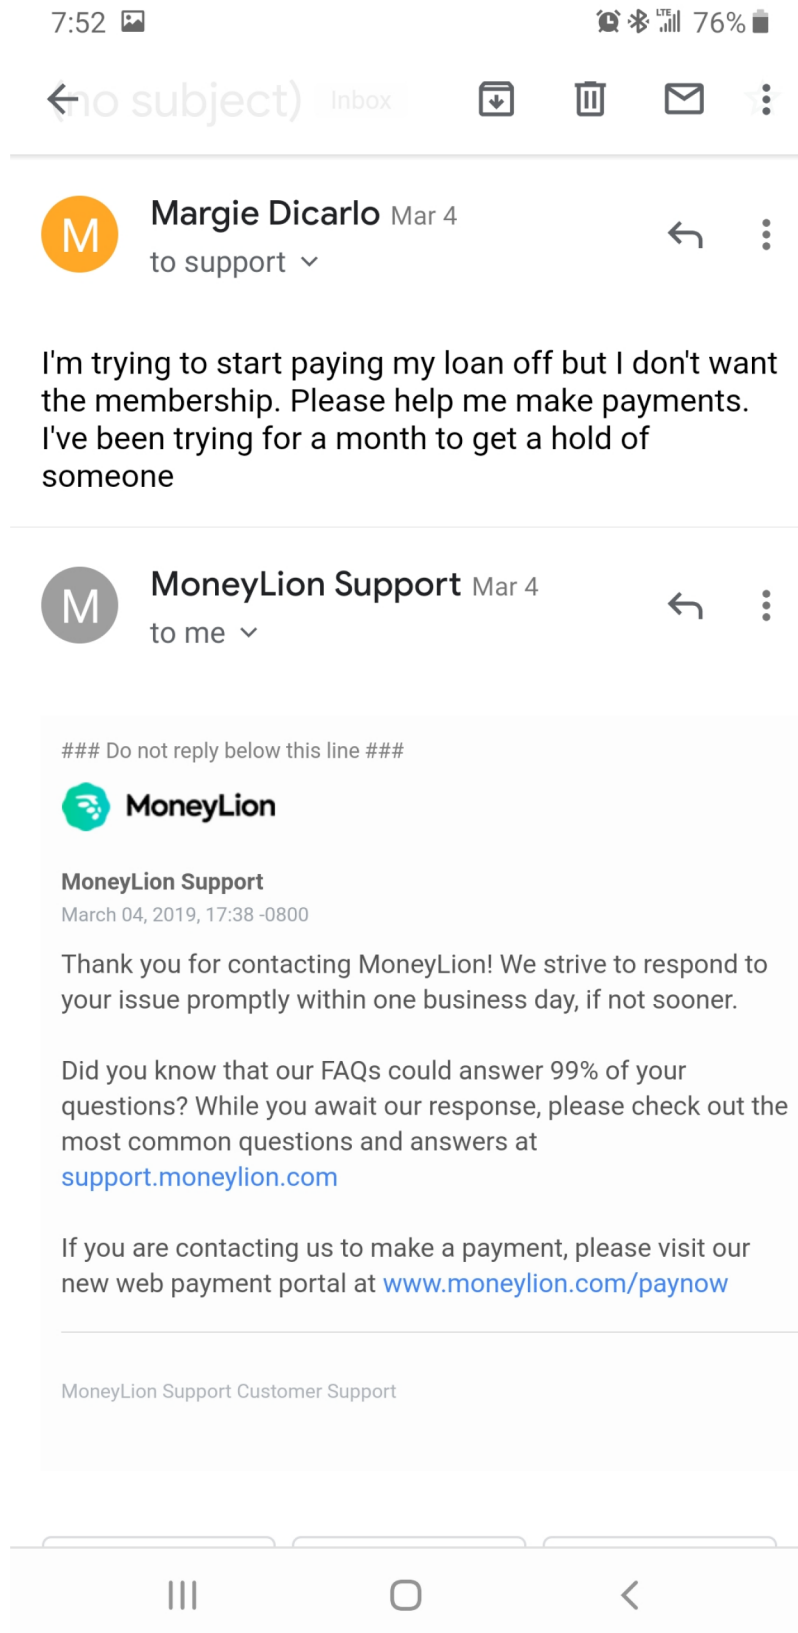 7:52 76%
(no subject) Inbox
M Margie Dicarlo Mar 4
to support
I'm trying to start paying my loan off but I don't want
the membership. Please help me make payments.
I've been trying for a month to get a hold of
someone
M MoneyLion Support Mar 4
to me
### Do not reply below this line ###
MoneyLion
MoneyLion Support
March 04, 2019, 17:38 -0800
Thank you for contacting MoneyLion! We strive to respond to
your issue promptly within one business day, if not sooner.
Did you know that our FAQs could answer 99% of your
questions? While you await our response, please check out the
most common questions and answers at
support.moneylion.com
If you are contacting us to make a payment, please visit our
new web payment portal at www.moneylion.com/paynow
MoneyLion Support Customer Support